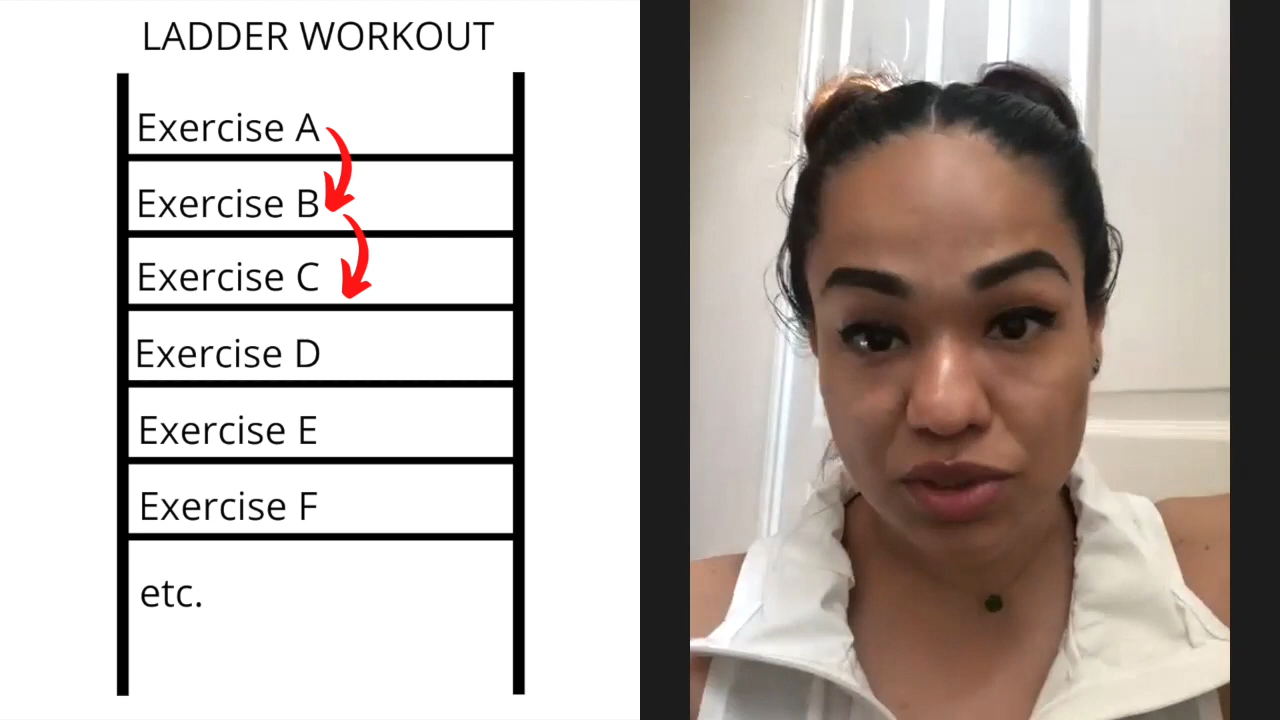 LADDER WORKOUT
Exercise A
Exercise B
Exercise C
Exercise D
Exercise E
Exercise F
etc.